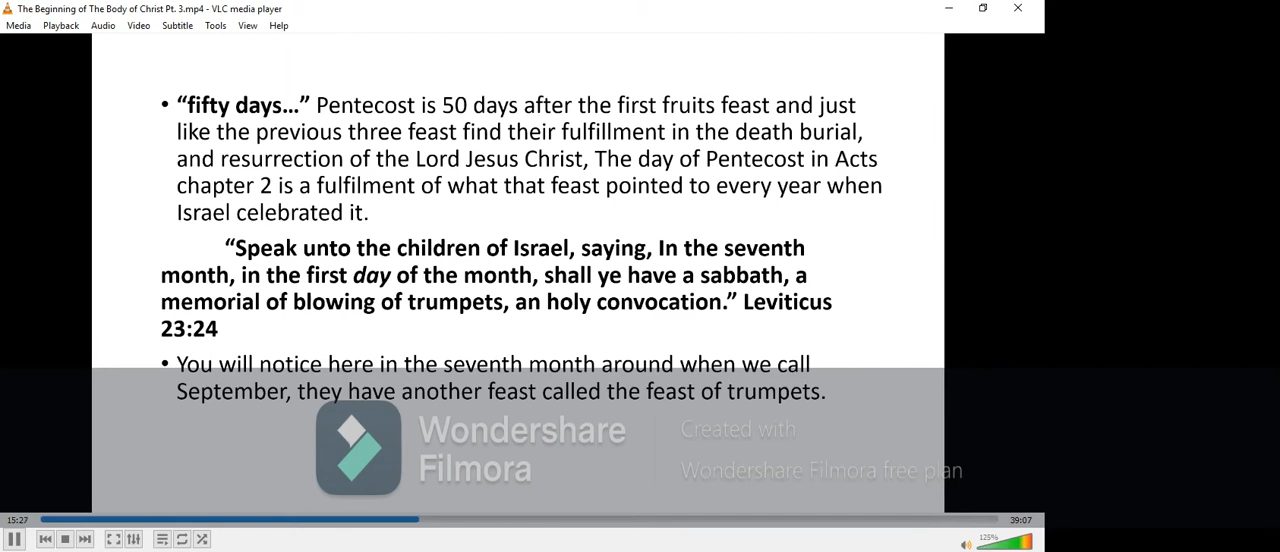 The Beginning of The Body of Christ Pt. 3.mp4 - VLC media player
Media Playback Audio Video Subtitle Tools View Help
• “fifty days…” Pentecost is 50 days after the first fruits feast and just
like the previous three feast find their fulfillment in the death burial,
and resurrection of the Lord Jesus Christ, The day of Pentecost in Acts
chapter 2 is a fulfilment of what that feast pointed to every year when
Israel celebrated it.
“Speak unto the children of Israel, saying, In the seventh
month, in the first day of the month, shall ye have a sabbath, a
memorial of blowing of trumpets, an holy convocation.” Leviticus
23:24
• You will notice here in the seventh month around when we call
September, they have another feast called the feast of trumpets.
Wondershare
Filmora
Created with
Wondershare Filmora free plan
15:27
39:07
125%